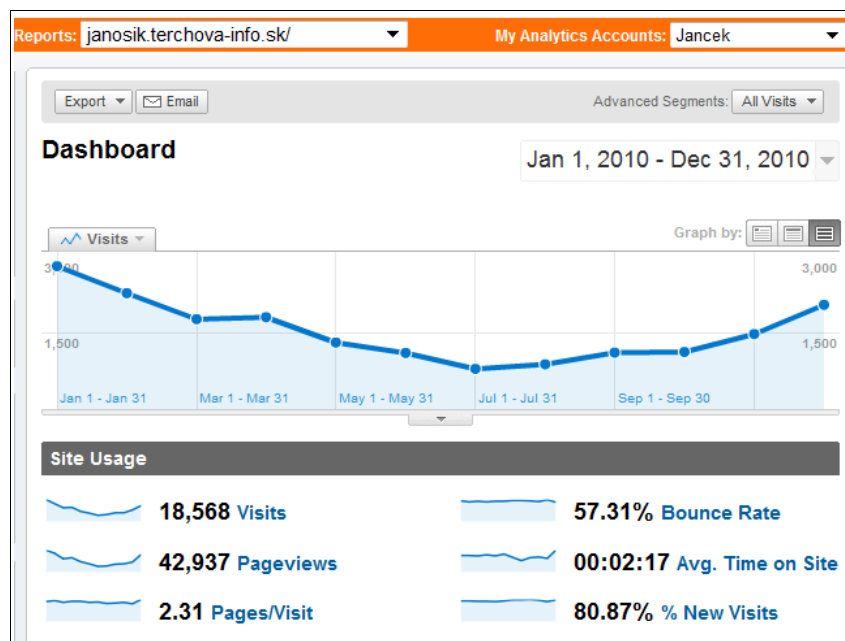 Reports: janosik.terchova-info.sk/ My Analytics Accounts: Jancek
Export Email Advanced Segments: All Visits
Dashboard
Jan 1, 2010 - Dec 31, 2010
Visits Graph by:
3,000 3,000
1,500 1,500
Jan 1 - Jan 31 Mar 1 - Mar 31 May 1 - May 31 Jul 1 - Jul 31 Sep 1 - Sep 30
Site Usage
18,568 Visits 57.31% Bounce Rate
42,937 Pageviews 00:02:17 Avg. Time on Site
2.31 Pages/Visit 80.87% % New Visits